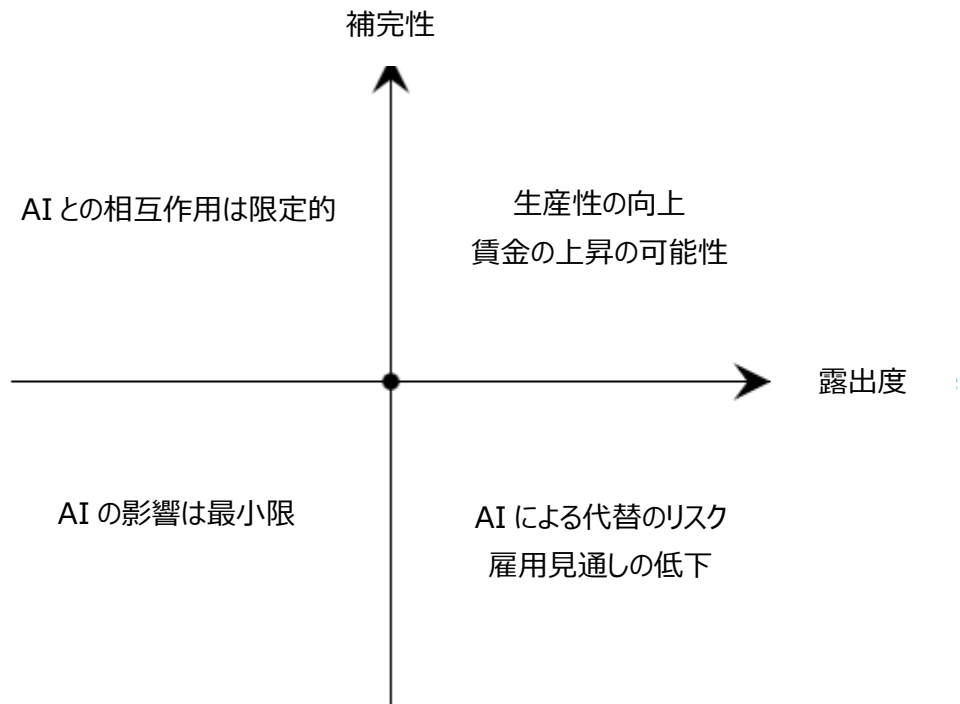 補完性
AI との相互作用は限定的
生産性の向上
賃金の上昇の可能性
露出度
AI の影響は最小限
AI による代替のリスク
雇用見通しの低下